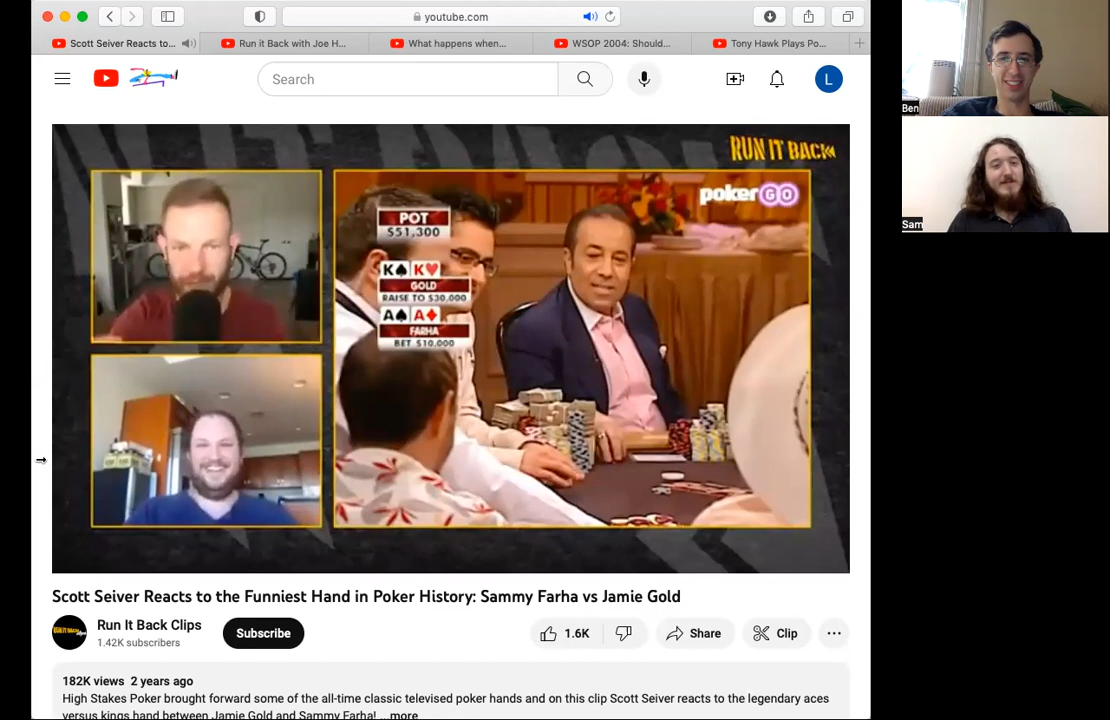 youtube.com
Scott Seiver Reacts to...
Run it Back with Joe H...
What happens when...
WSOP 2004: Should...
Tony Hawk Plays Po...
Search
L
RUN IT BACK
poker GO
POT
$51,300
K♠ K♥
GOLD
RAISE TO $30,000
A♠ A♦
FARHA
BET $10,000
Ben
Sam
Scott Seiver Reacts to the Funniest Hand in Poker History: Sammy Farha vs Jamie Gold
Run It Back Clips
1.42K subscribers
Subscribe
1.6K
Share
Clip
182K views 2 years ago
High Stakes Poker brought forward some of the all-time classic televised poker hands and on this clip Scott Seiver reacts to the legendary aces
versus kings hand between Jamie Gold and Sammy Farha! ...more